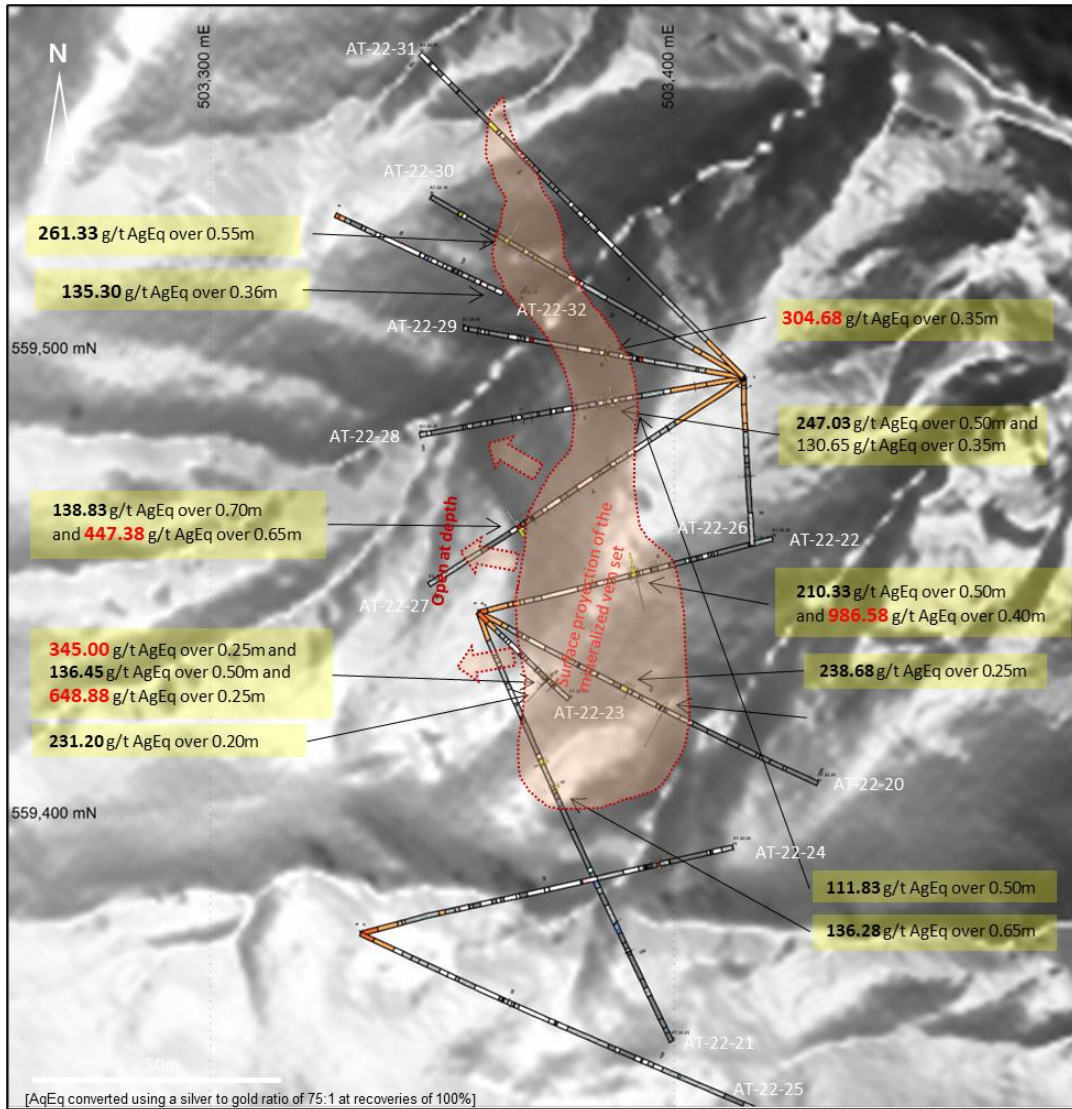 N
503,300 mE
503,400 mE
AT-22-31
AT-22-30
261.33 g/t AgEq over 0.55m
135.30 g/t AgEq over 0.36m
AT-22-32
AT-22-29
304.68 g/t AgEq over 0.35m
559,500 mN
AT-22-28
247.03 g/t AgEq over 0.50m and
130.65 g/t AgEq over 0.35m
138.83 g/t AgEq over 0.70m
and 447.38 g/t AgEq over 0.65m
Open at depth
AT-22-26
AT-22-22
AT-22-27
Surface proyection of the
mineralized vein set
210.33 g/t AgEq over 0.50m
and 986.58 g/t AgEq over 0.40m
345.00 g/t AgEq over 0.25m and
136.45 g/t AgEq over 0.50m and
648.88 g/t AgEq over 0.25m
238.68 g/t AgEq over 0.25m
AT-22-23
231.20 g/t AgEq over 0.20m
AT-22-20
559,400 mN
AT-22-24
111.83 g/t AgEq over 0.50m
136.28 g/t AgEq over 0.65m
AT-22-21
50m
AT-22-25
[AqEq converted using a silver to gold ratio of 75:1 at recoveries of 100%]